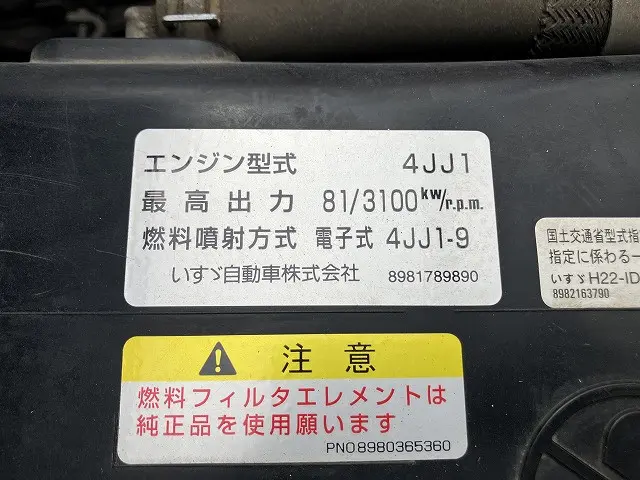 エンジン型式 4JJ1
最高出力 81/3100kw/r.p.m.
燃料噴射方式 電子式 4JJ1-9
いすゞ自動車株式会社 8981789890
国土交通省型式指
指定に係わる一
いすゞH22-ID
8982163790
注意
燃料フィルタエレメントは
純正品を使用願います
PNO8980365360